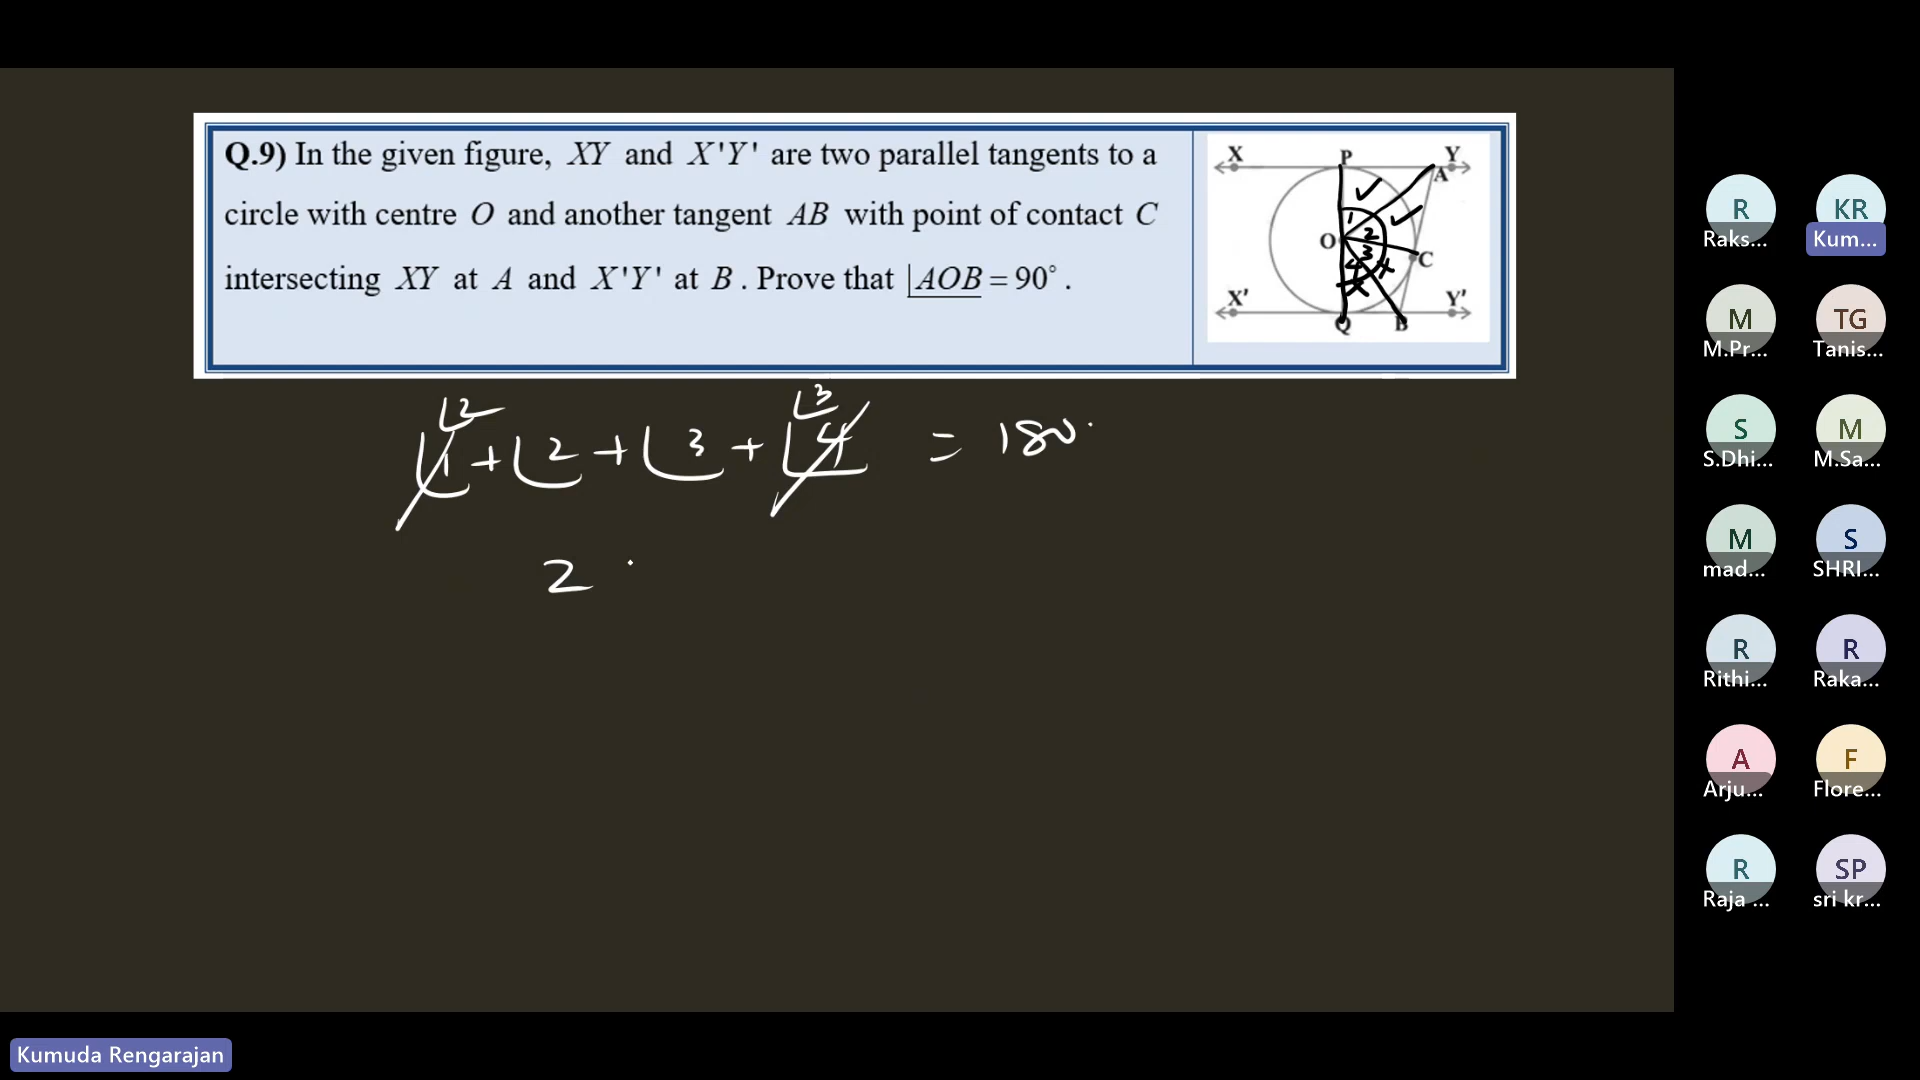 Q.9) In the given figure, XY and X'Y' are two parallel tangents to a
circle with centre O and another tangent AB with point of contact C
intersecting XY at A and X'Y' at B. Prove that ∠AOB = 90°.
X P Y
A
1
O 2
3 C
4
X' Y'
Q B
∠2 ∠3
∠1 + ∠2 + ∠3 + ∠4 = 180°
2
R KR
Raks... Kum...
M TG
M.Pr... Tanis...
S M
S.Dhi... M.Sa...
M S
mad... SHRI...
R R
Rithi... Raka...
A F
Arju... Flore...
R SP
Raja ... sri kr...
Kumuda Rengarajan